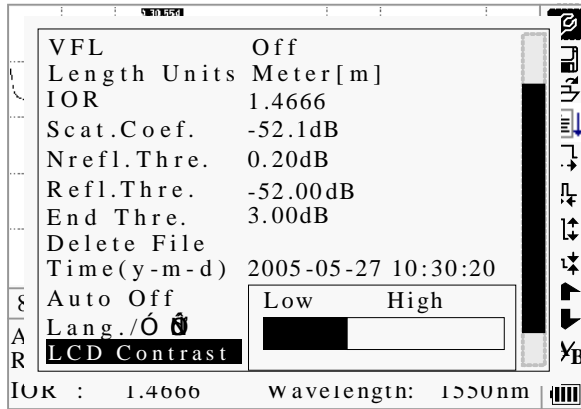 VFL Off
Length Units Meter[m]
IOR 1.4666
Scat.Coef. -52.1dB
Nrefl.Thre. 0.20dB
Refl.Thre. -52.00dB
End Thre. 3.00dB
Delete File
Time(y-m-d) 2005-05-27 10:30:20
Auto Off Low High
Lang./Ó
LCD Contrast
IOR : 1.4666 Wavelength: 1550nm